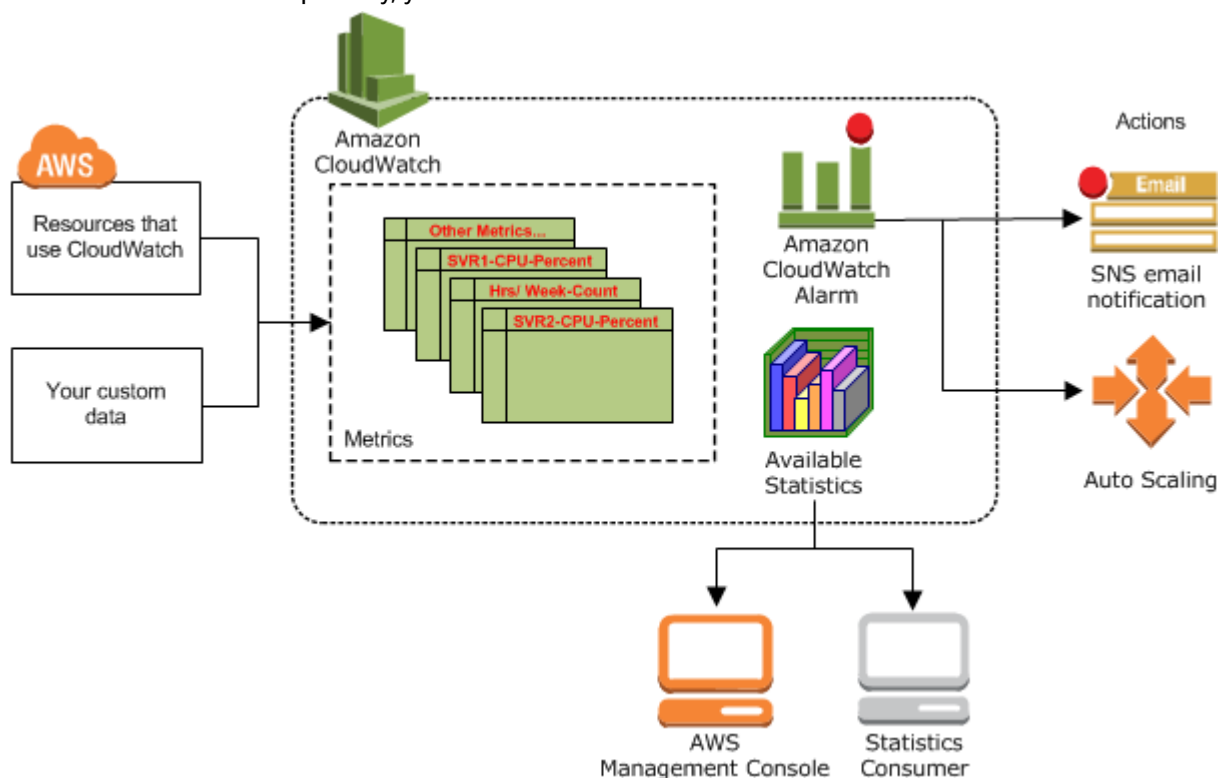 Amazon
CloudWatch
AWS
Resources that
use CloudWatch
Your custom
data
Other Metrics...
SVR1-CPU-Percent
Hrs/ Week-Count
SVR2-CPU-Percent
Metrics
Amazon
CloudWatch
Alarm
Available
Statistics
Actions
Email
SNS email
notification
Auto Scaling
AWS
Management Console
Statistics
Consumer